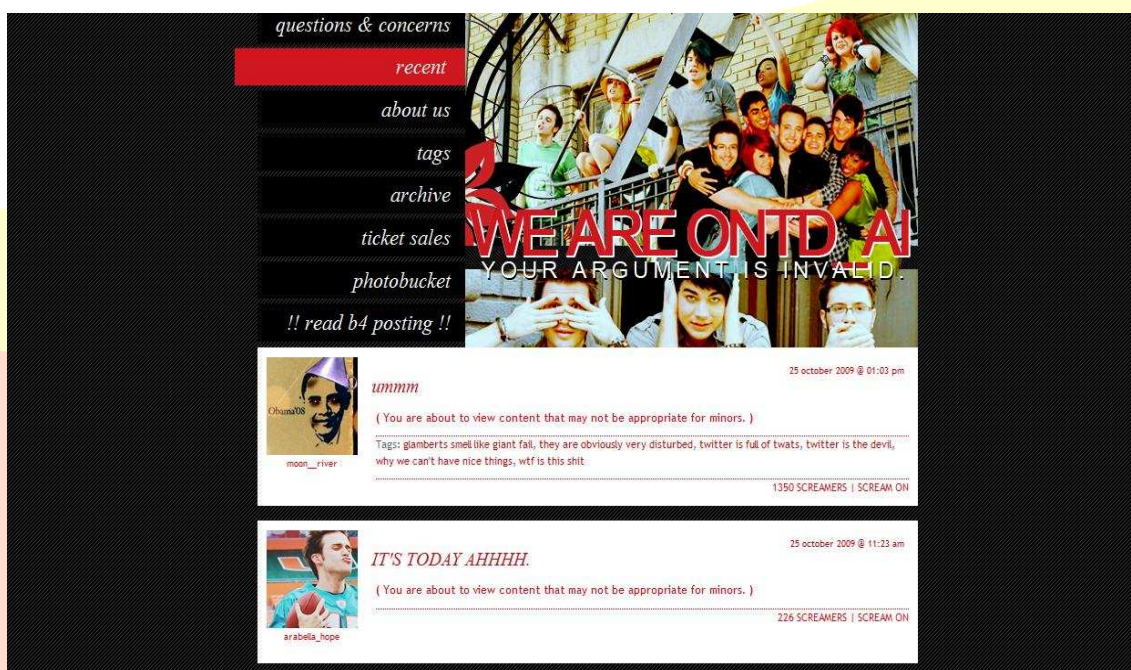 questions & concerns
recent
about us
tags
archive
ticket sales
photobucket
!! read b4 posting !!
WE ARE ONTD_AI
YOUR ARGUMENT IS INVALID.
25 october 2009 @ 01:03 pm
ummm
( You are about to view content that may not be appropriate for minors. )
Tags: glamberts smell like giant fail, they are obviously very disturbed, twitter is full of twats, twitter is the devil,
why we can't have nice things, wtf is this shit
Obama'08
moon__river
1350 SCREAMERS | SCREAM ON
25 october 2009 @ 11:23 am
IT'S TODAY AHHHH.
( You are about to view content that may not be appropriate for minors. )
226 SCREAMERS | SCREAM ON
arabella_hope